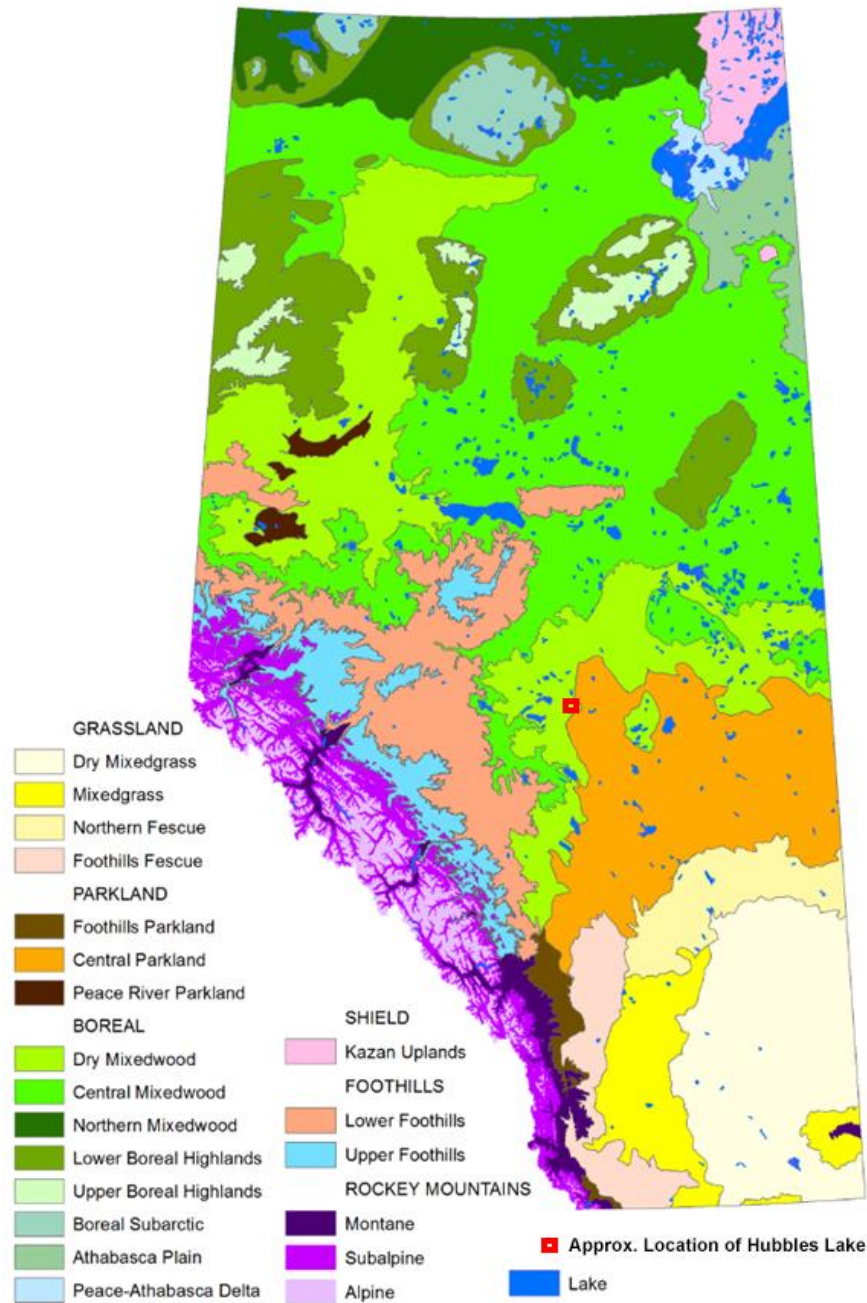 GRASSLAND
Dry Mixedgrass
Mixedgrass
Northern Fescue
Foothills Fescue
PARKLAND
Foothills Parkland
Central Parkland
Peace River Parkland
BOREAL
Dry Mixedwood
Central Mixedwood
Northern Mixedwood
Lower Boreal Highlands
Upper Boreal Highlands
Boreal Subarctic
Athabasca Plain
Peace-Athabasca Delta
SHIELD
Kazan Uplands
FOOTHILLS
Lower Foothills
Upper Foothills
ROCKEY MOUNTAINS
Montane
Subalpine
Alpine
Approx. Location of Hubbles Lake
Lake